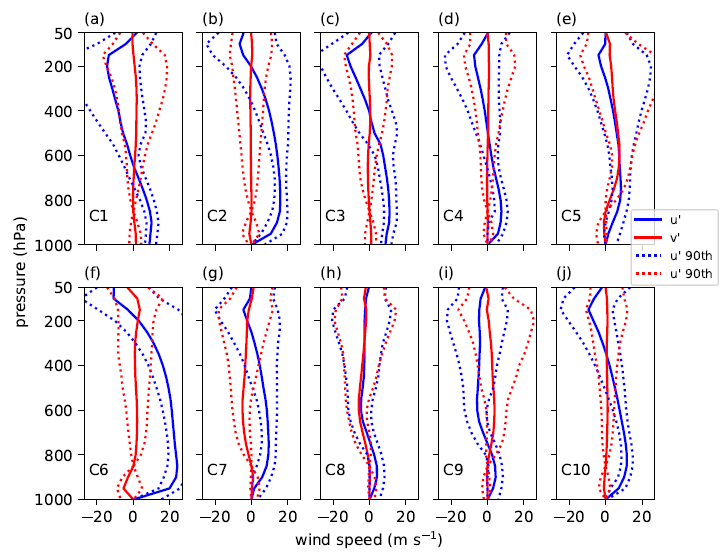 (a) (b) (c) (d) (e)
50
200
400
600
800
1000
C1 C2 C3 C4 C5
u'
v'
u' 90th
u' 90th
pressure (hPa)
(f) (g) (h) (i) (j)
50
200
400
600
800
1000
C6 C7 C8 C9 C10
−20 0 20 −20 0 20 −20 0 20 −20 0 20 −20 0 20
wind speed (m s⁻¹)